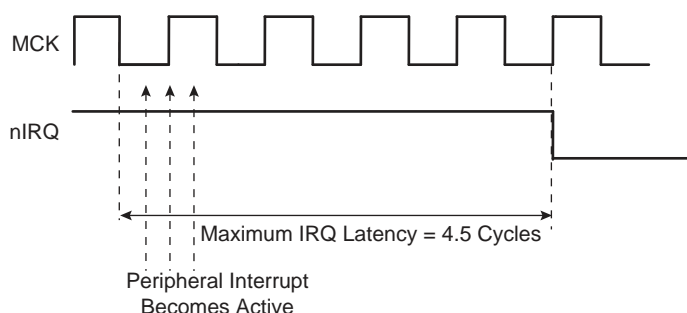 MCK
nIRQ
Maximum IRQ Latency = 4.5 Cycles
Peripheral Interrupt
Becomes Active